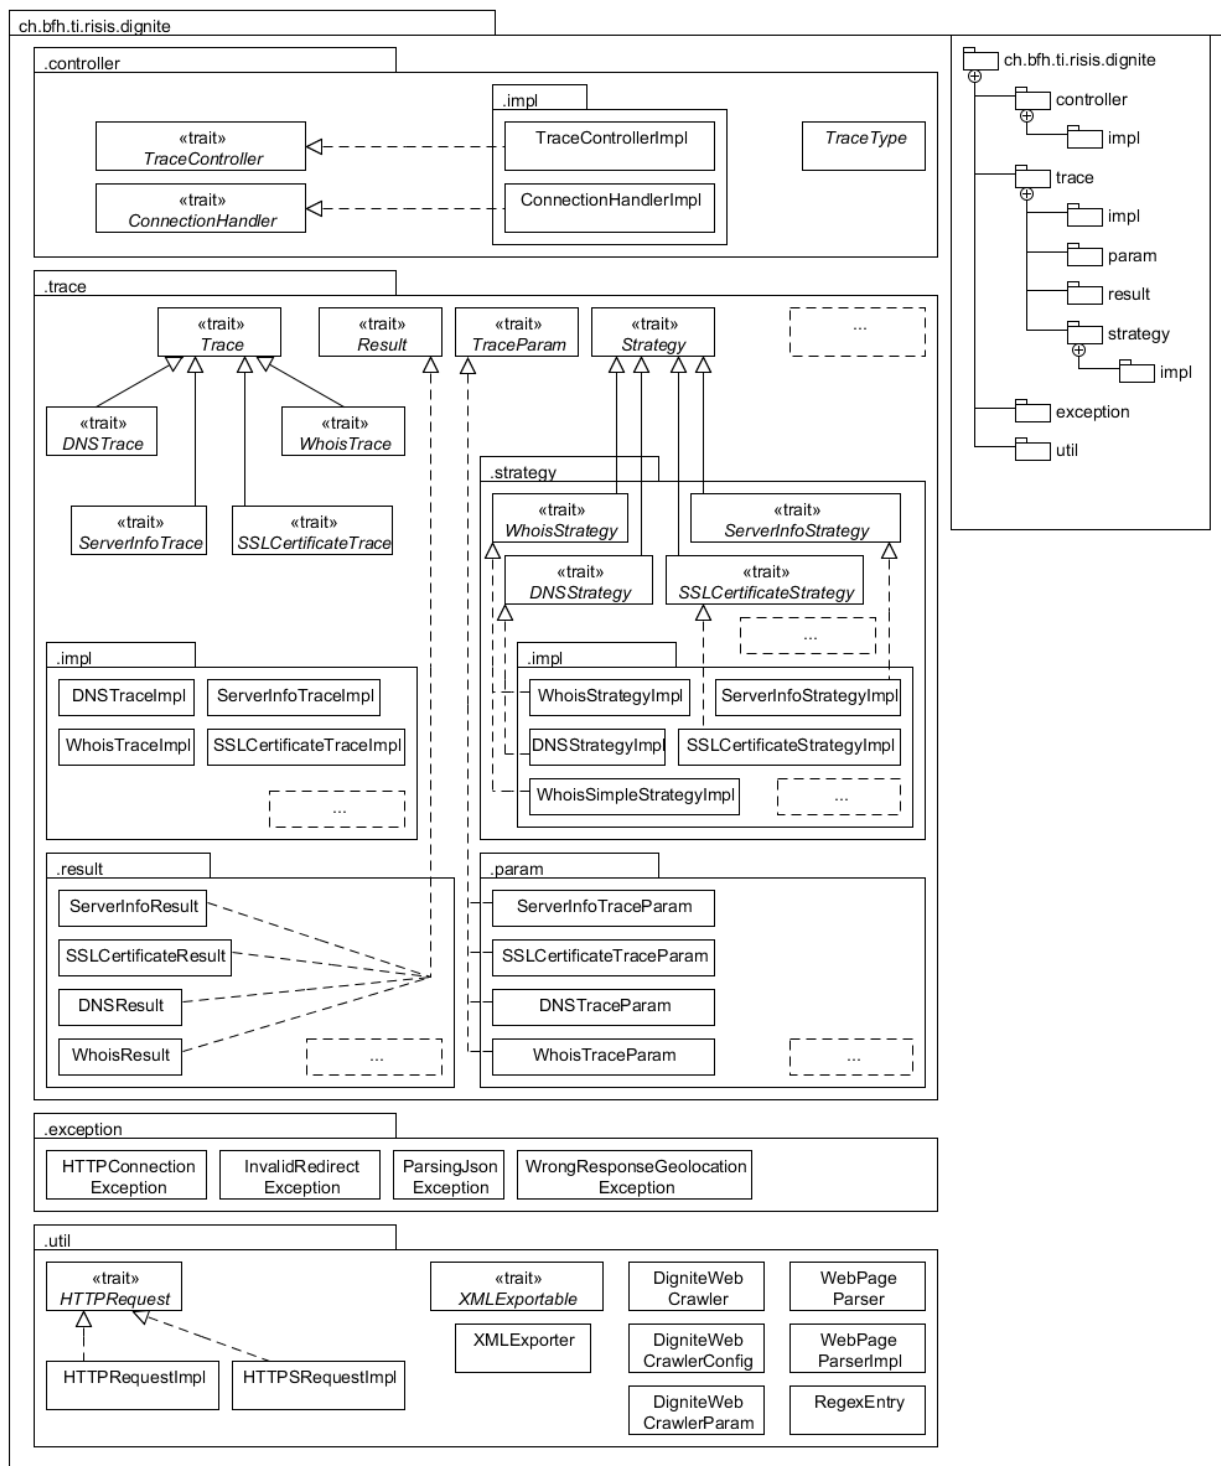 ch.bfh.ti.risis.dignite
.controller
«trait»
TraceController
«trait»
ConnectionHandler
.impl
TraceControllerImpl
ConnectionHandlerImpl
TraceType
.trace
«trait»
Trace
«trait»
Result
«trait»
TraceParam
«trait»
Strategy
...
«trait»
DNSTrace
«trait»
WhoisTrace
«trait»
ServerInfoTrace
«trait»
SSLCertificateTrace
.strategy
«trait»
WhoisStrategy
«trait»
ServerInfoStrategy
«trait»
DNSStrategy
«trait»
SSLCertificateStrategy
...
.impl
WhoisStrategyImpl
ServerInfoStrategyImpl
DNSStrategyImpl
SSLCertificateStrategyImpl
WhoisSimpleStrategyImpl
...
.impl
DNSTraceImpl
ServerInfoTraceImpl
WhoisTraceImpl
SSLCertificateTraceImpl
...
.result
ServerInfoResult
SSLCertificateResult
DNSResult
WhoisResult
...
.param
ServerInfoTraceParam
SSLCertificateTraceParam
DNSTraceParam
WhoisTraceParam
...
.exception
HTTPConnection
Exception
InvalidRedirect
Exception
ParsingJson
Exception
WrongResponseGeolocation
Exception
.util
«trait»
HTTPRequest
HTTPRequestImpl
HTTPSRequestImpl
«trait»
XMLExportable
XMLExporter
DigniteWeb
Crawler
DigniteWeb
CrawlerConfig
DigniteWeb
CrawlerParam
WebPage
Parser
WebPage
ParserImpl
RegexEntry
ch.bfh.ti.risis.dignite
controller
impl
trace
impl
param
result
strategy
impl
exception
util